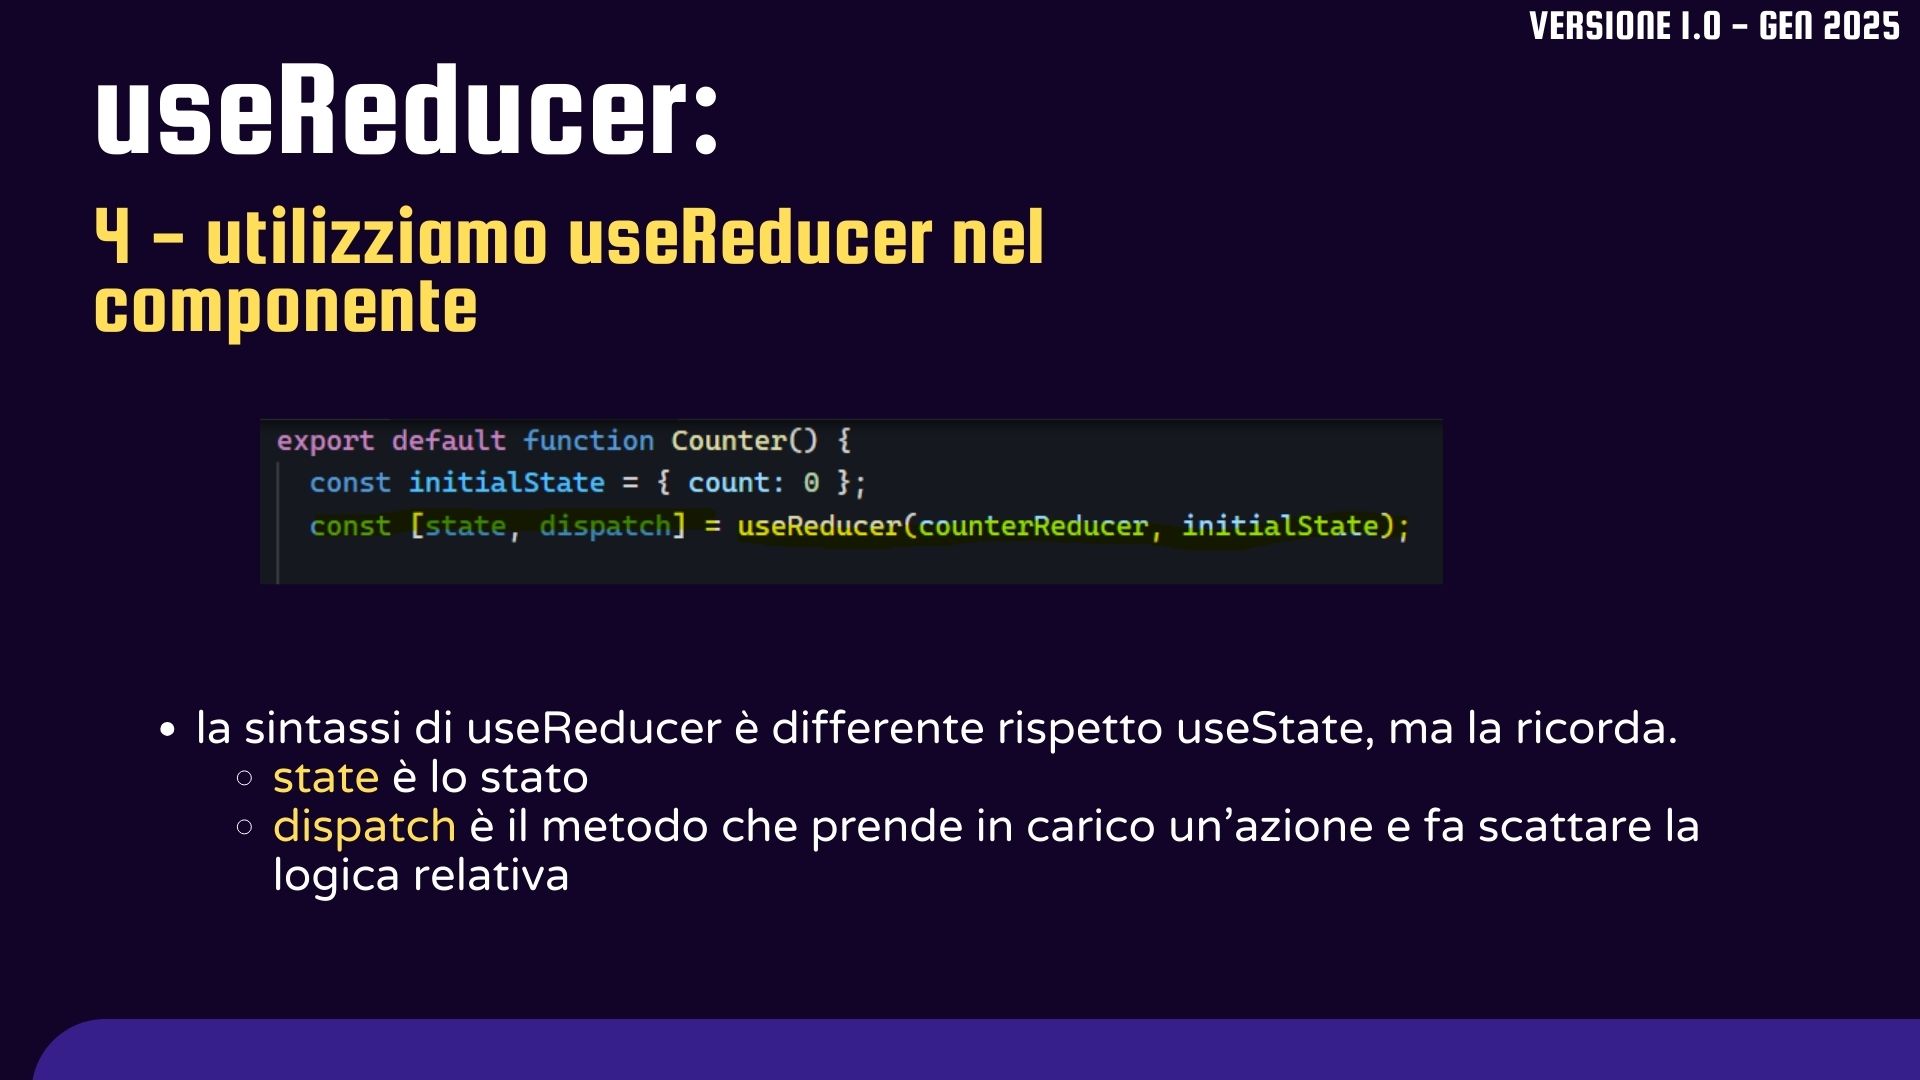 VERSIONE 1.0 - GEN 2025
useReducer:
4 - utilizziamo useReducer nel
componente
export default function Counter() {
const initialState = { count: 0 };
const [state, dispatch] = useReducer(counterReducer, initialState);
• la sintassi di useReducer è differente rispetto useState, ma la ricorda.
○ state è lo stato
○ dispatch è il metodo che prende in carico un’azione e fa scattare la
logica relativa